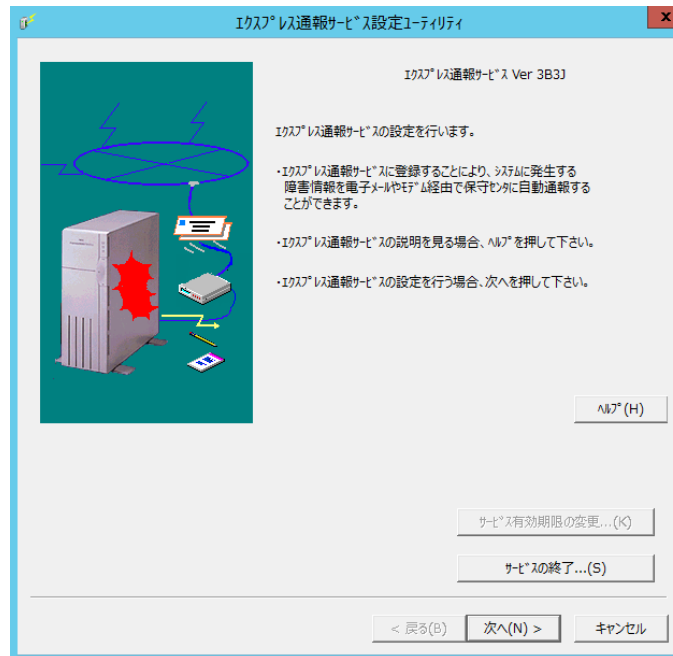 ｴｸｽﾌﾟﾚｽ通報ｻｰﾋﾞｽ設定ﾕｰﾃｨﾘﾃｨ
x
ｴｸｽﾌﾟﾚｽ通報ｻｰﾋﾞｽ Ver 3B3J
ｴｸｽﾌﾟﾚｽ通報ｻｰﾋﾞｽの設定を行います。
･ｴｸｽﾌﾟﾚｽ通報ｻｰﾋﾞｽに登録することにより、ｼｽﾃﾑに発生する
障害情報を電子ﾒｰﾙやﾓﾃﾞﾑ経由で保守ｾﾝﾀに自動通報する
ことができます。
･ｴｸｽﾌﾟﾚｽ通報ｻｰﾋﾞｽの説明を見る場合、ﾍﾙﾌﾟを押して下さい。
･ｴｸｽﾌﾟﾚｽ通報ｻｰﾋﾞｽの設定を行う場合、次へを押して下さい。
ﾍﾙﾌﾟ(H)
ｻｰﾋﾞｽ有効期限の変更...(K)
ｻｰﾋﾞｽの終了...(S)
< 戻る(B)
次へ(N) >
キャンセル